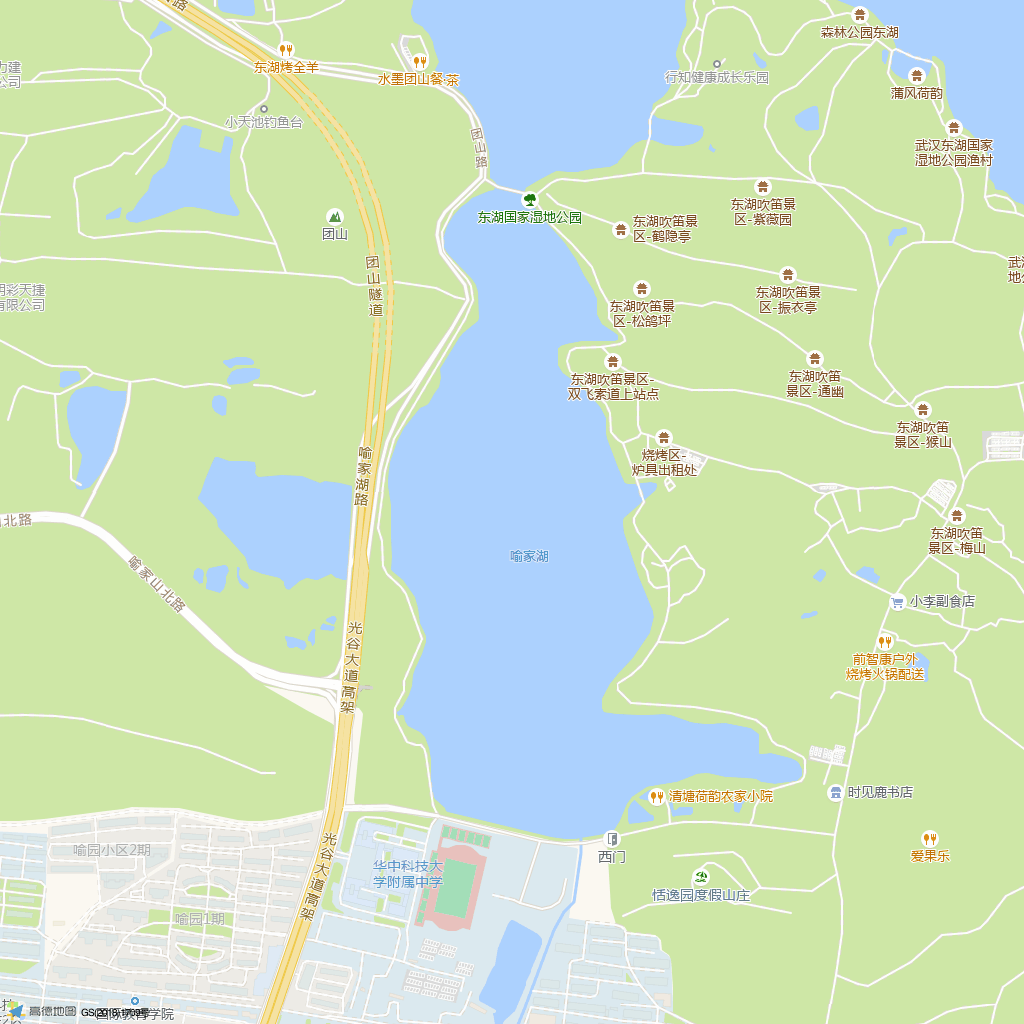 森林公园东湖
东湖烤全羊
水墨团山餐·茶
行知健康成长乐园
蒲风荷韵
小天池钓鱼台
团山路
武汉东湖国家
湿地公园渔村
东湖吹笛景
区-紫薇园
东湖国家湿地公园
东湖吹笛景
区-鹤隐亭
团山
团山隧道
东湖吹笛景
区-振衣亭
东湖吹笛景
区-松鸽坪
有限公司
东湖吹笛景区-
双飞索道上站点
东湖吹笛
景区-通幽
东湖吹笛
景区-猴山
烧烤区-
炉具出租处
喻家湖路
北路
东湖吹笛
景区-梅山
喻家湖
喻家山北路
小李副食店
光谷大道高架
前智康户外
烧烤火锅配送
时见鹿书店
清塘荷韵农家小院
光谷大道高架
喻园小区2期
西门
爱果乐
华中科技大
学附属中学
恬逸园度假山庄
喻园1期
高德地图
国际教育学院